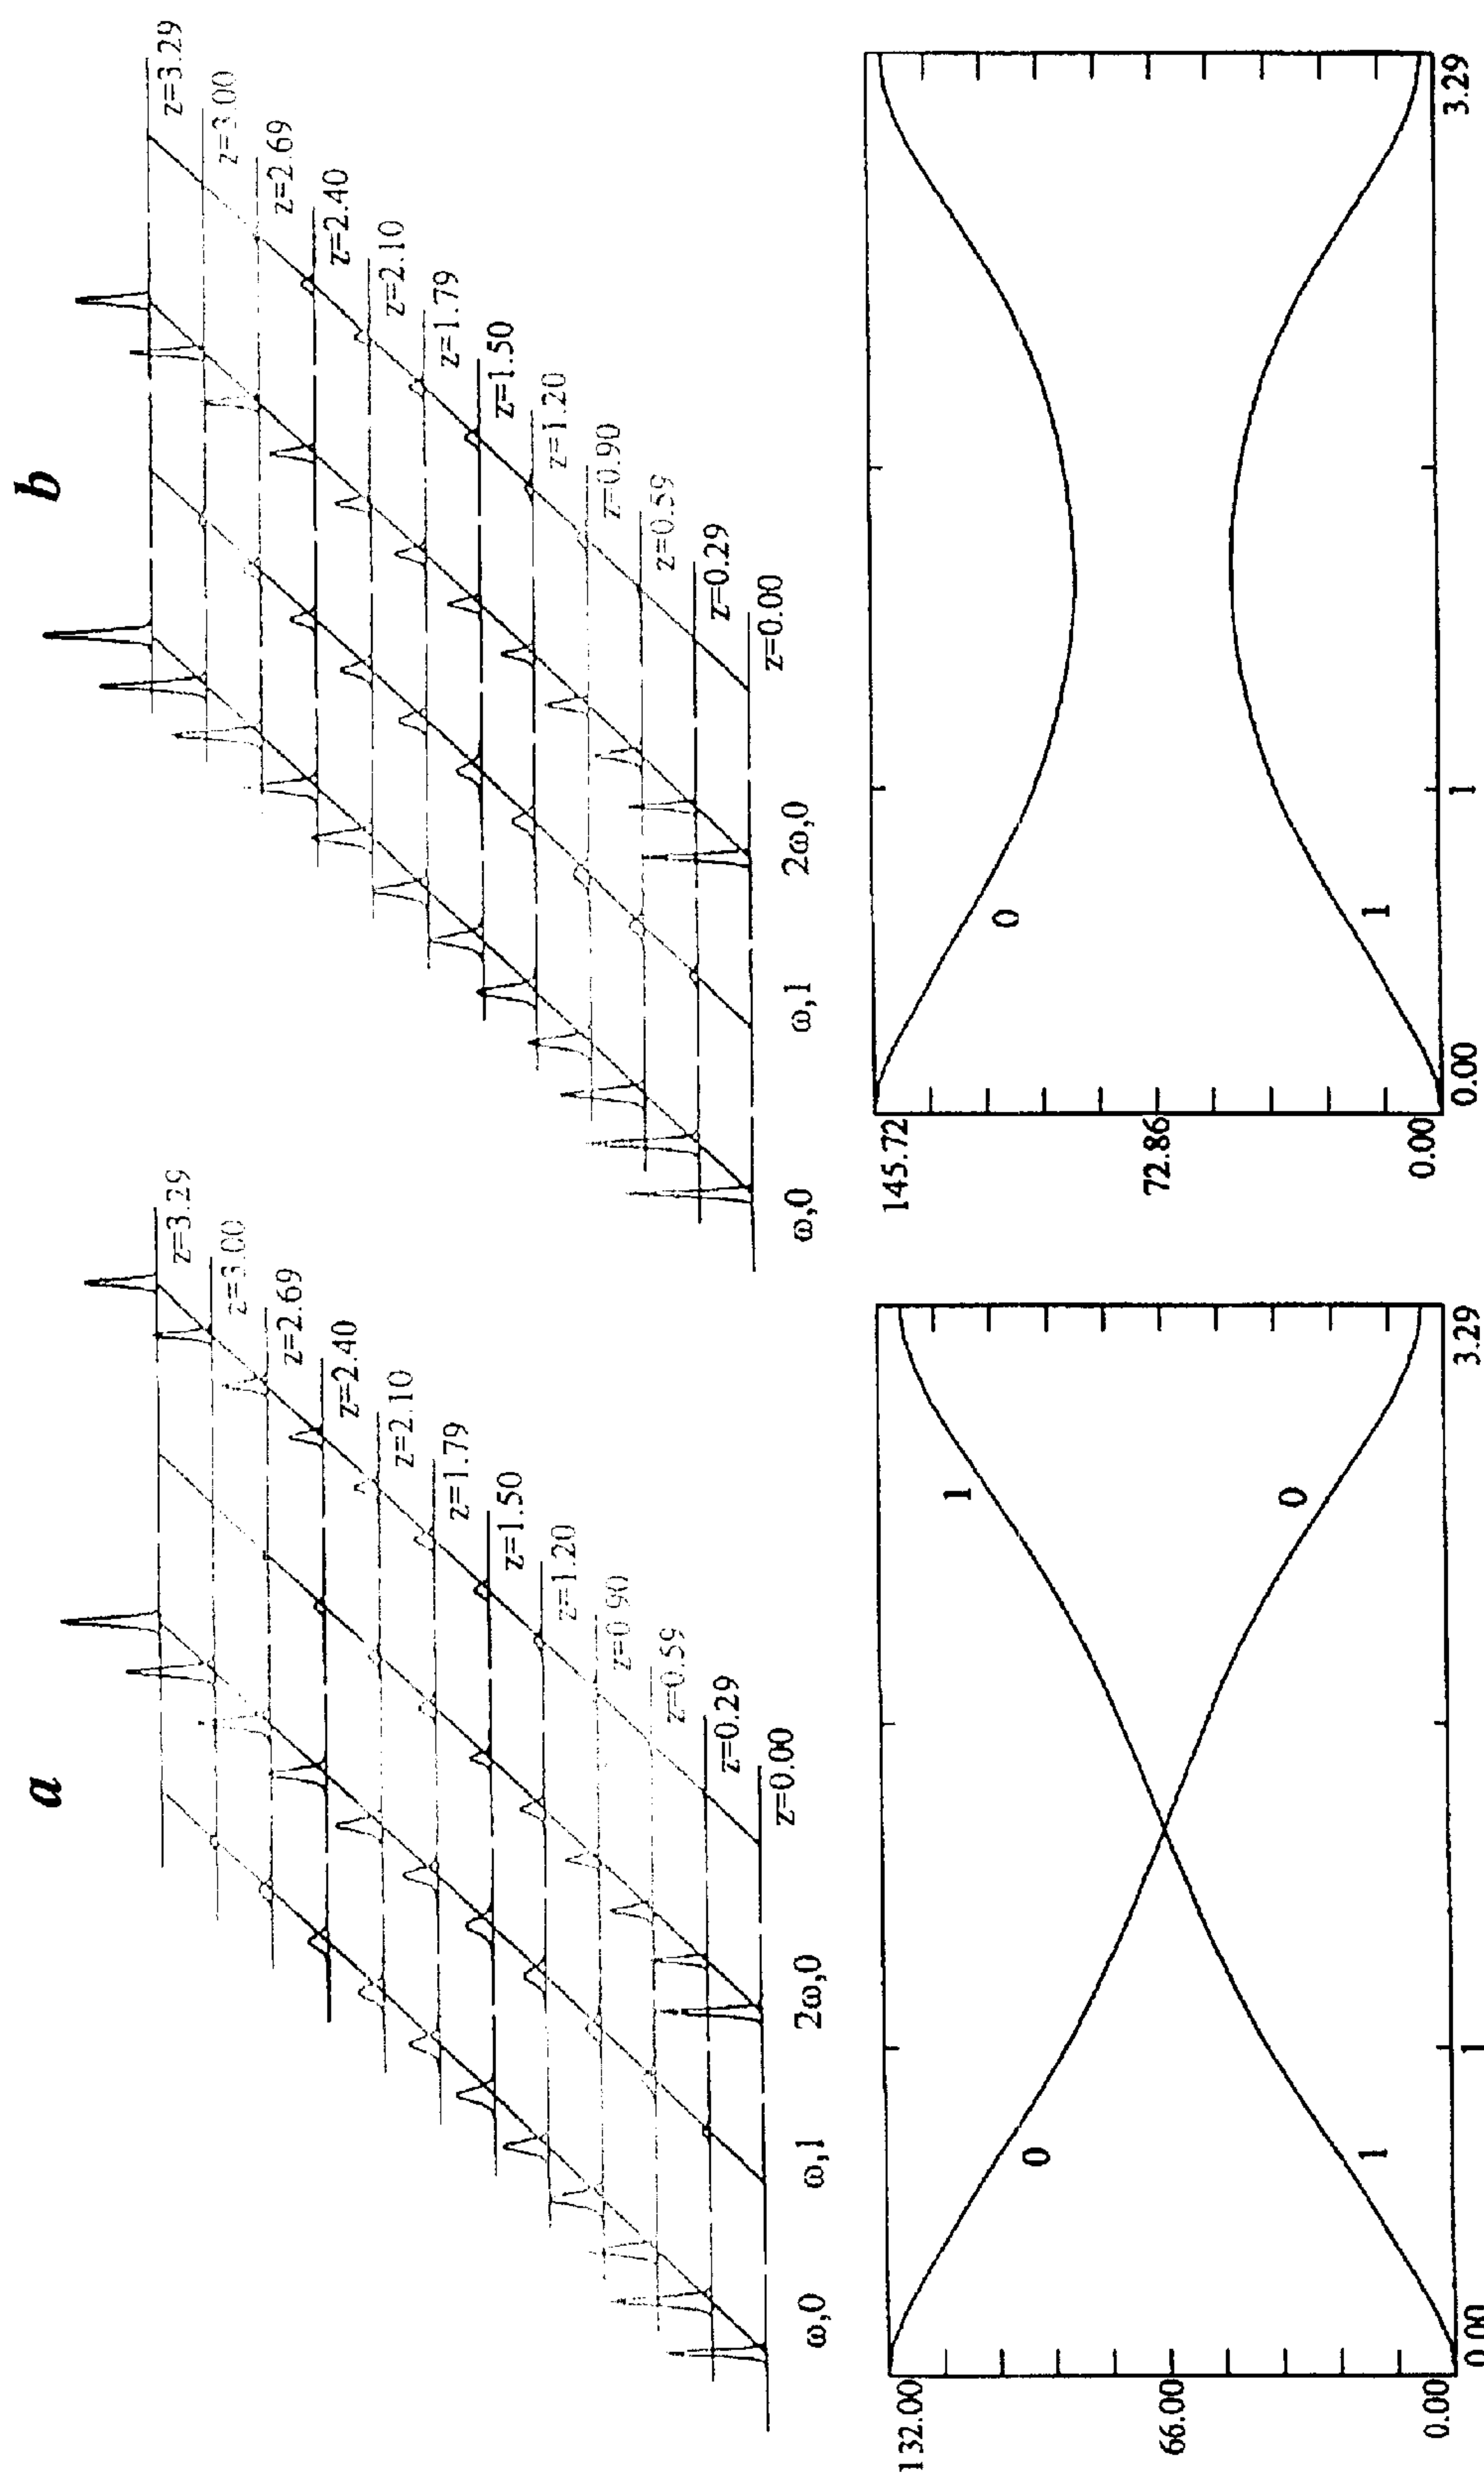 a
z=3.29
z=3.00
z=2.69
z=2.40
z=2.10
z=1.79
z=1.50
z=1.20
z=0.90
z=0.59
z=0.29
z=0.00
ω,0
ω,1
2ω,0
132.00
66.00
0.00
0
1
1
0
0.00
1
3.29
b
z=3.29
z=3.00
z=2.69
z=2.40
z=2.10
z=1.79
z=1.50
z=1.20
z=0.90
z=0.59
z=0.29
z=0.00
ω,0
ω,1
2ω,0
145.72
72.86
0.00
0
1
0.00
1
3.29